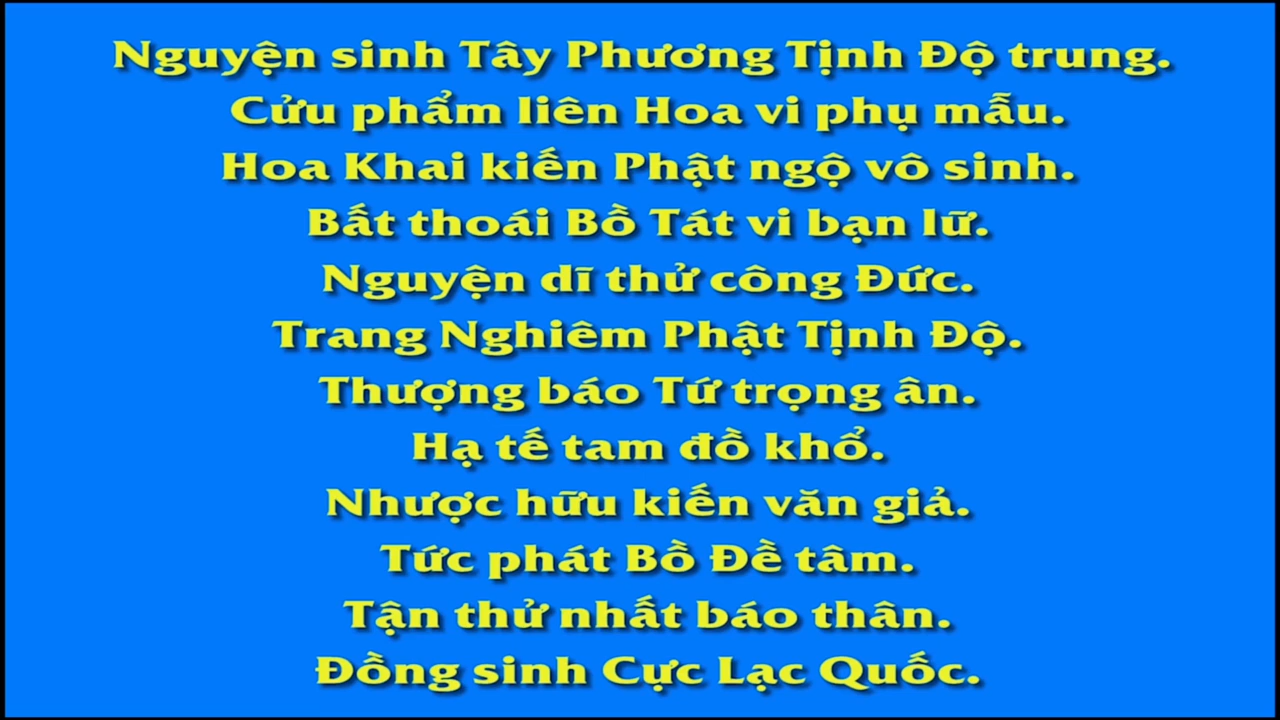 Nguyện sinh Tây Phương Tịnh Độ trung.
Cửu phẩm liên Hoa vi phụ mẫu.
Hoa Khai kiến Phật ngộ vô sinh.
Bất thoái Bồ Tát vi bạn lữ.
Nguyện dĩ thử công Đức.
Trang Nghiêm Phật Tịnh Độ.
Thượng báo Tứ trọng ân.
Hạ tế tam đồ khổ.
Nhược hữu kiến văn giả.
Tức phát Bồ Đề tâm.
Tận thử nhất báo thân.
Đồng sinh Cực Lạc Quốc.